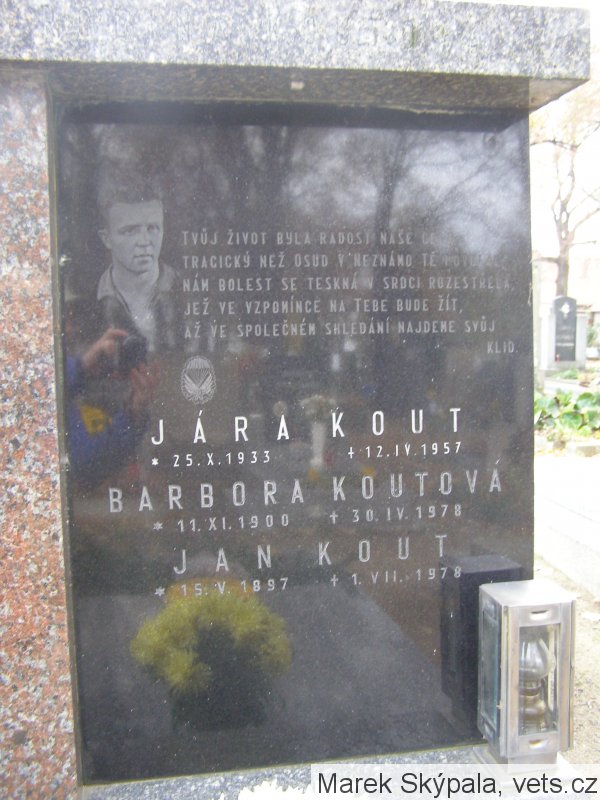 TVŮJ ŽIVOT BYLA RADOST NAŠE
TRAGICKÝ NEŽ OSUD V NEZNÁMO TĚ
NÁM BOLEST SE TESKNÁ V SRDCI ROZESTŘELA,
JEŽ VE VZPOMÍNCE NA TEBE BUDE ŽÍT,
AŽ VE SPOLEČNÉM SHLEDÁNÍ NAJDEME SVŮJ
KLID.
JÁRA KOUT
* 25.X.1933 † 12.IV.1957
BARBORA KOUTOVÁ
* 11.XI.1900 † 30.IV.1978
JAN KOUT
* 15.V.1897 † 1.VII.1978
Marek Skýpala, vets.cz